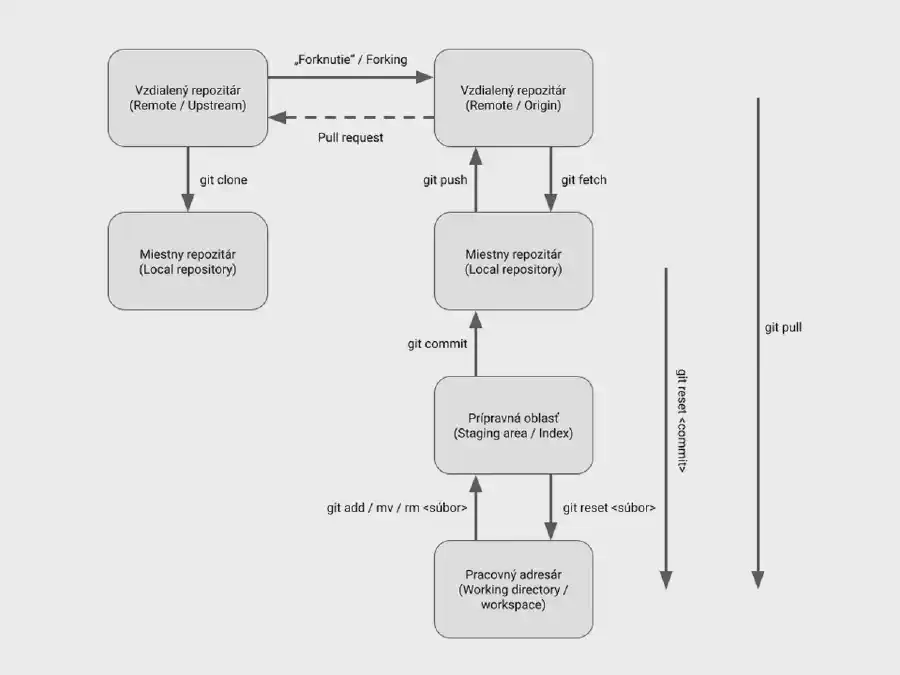 „Forknutie“ / Forking
Vzdialený repozitár
(Remote / Upstream)
Vzdialený repozitár
(Remote / Origin)
Pull request
git clone
git push
git fetch
Miestny repozitár
(Local repository)
Miestny repozitár
(Local repository)
git pull
git commit
git reset <commit>
Prípravná oblasť
(Staging area / Index)
git add / mv / rm <súbor>
git reset <súbor>
Pracovný adresár
(Working directory /
workspace)